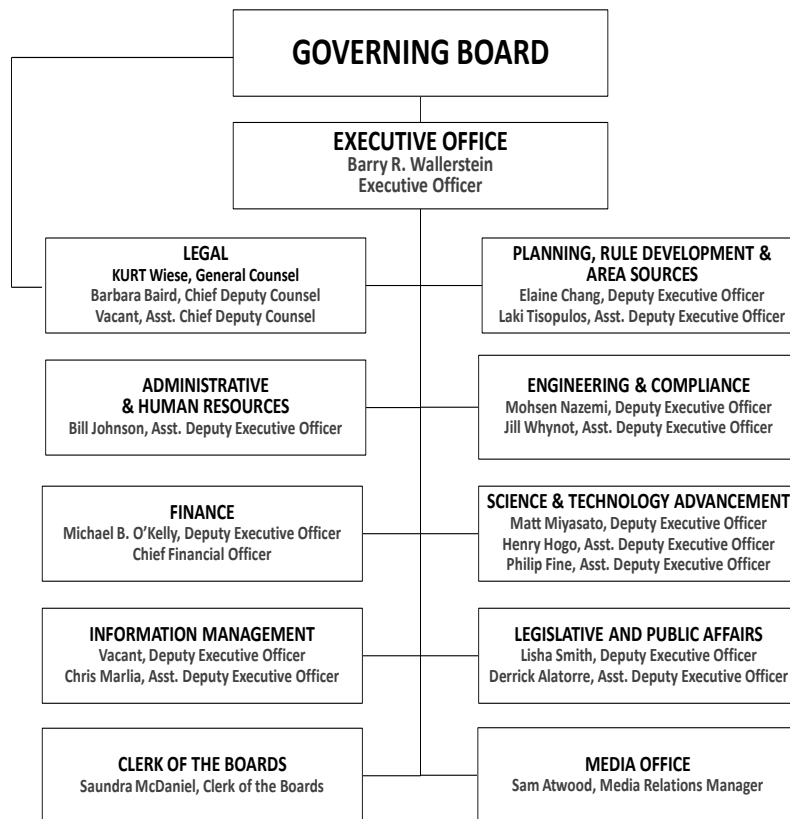 GOVERNING BOARD
EXECUTIVE OFFICE
Barry R. Wallerstein
Executive Officer
LEGAL
KURT Wiese, General Counsel
Barbara Baird, Chief Deputy Counsel
Vacant, Asst. Chief Deputy Counsel
PLANNING, RULE DEVELOPMENT &
AREA SOURCES
Elaine Chang, Deputy Executive Officer
Laki Tisopulos, Asst. Deputy Executive Officer
ADMINISTRATIVE
& HUMAN RESOURCES
Bill Johnson, Asst. Deputy Executive Officer
ENGINEERING & COMPLIANCE
Mohsen Nazemi, Deputy Executive Officer
Jill Whynot, Asst. Deputy Executive Officer
FINANCE
Michael B. O’Kelly, Deputy Executive Officer
Chief Financial Officer
SCIENCE & TECHNOLOGY ADVANCEMENT
Matt Miyasato, Deputy Executive Officer
Henry Hogo, Asst. Deputy Executive Officer
Philip Fine, Asst. Deputy Executive Officer
INFORMATION MANAGEMENT
Vacant, Deputy Executive Officer
Chris Marlia, Asst. Deputy Executive Officer
LEGISLATIVE AND PUBLIC AFFAIRS
Lisha Smith, Deputy Executive Officer
Derrick Alatorre, Asst. Deputy Executive Officer
CLERK OF THE BOARDS
Saundra McDaniel, Clerk of the Boards
MEDIA OFFICE
Sam Atwood, Media Relations Manager